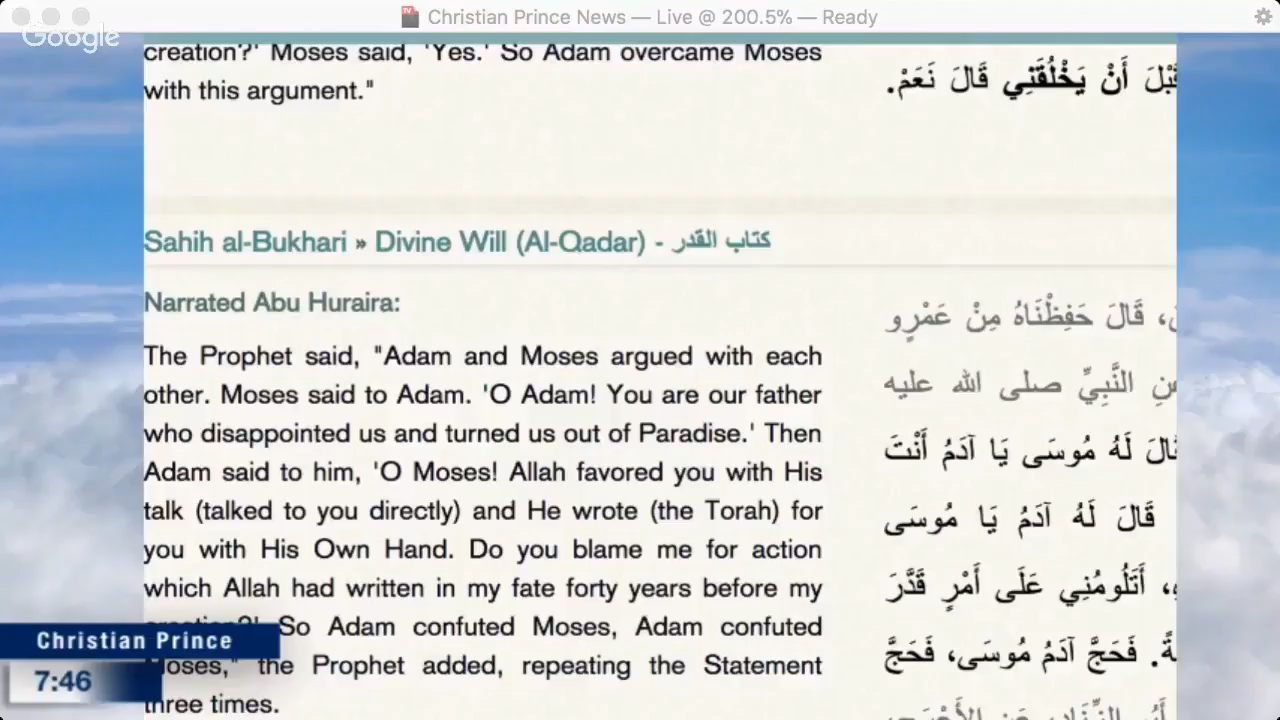 Christian Prince News — Live @ 200.5% — Ready
Google
creation?' Moses said, 'Yes.' So Adam overcame Moses
with this argument."
قَبْلَ أَنْ يَخْلُقَنِي قَالَ نَعَمْ.
Sahih al-Bukhari » Divine Will (Al-Qadar) - كتاب القدر
Narrated Abu Huraira:
The Prophet said, "Adam and Moses argued with each
other. Moses said to Adam. 'O Adam! You are our father
who disappointed us and turned us out of Paradise.' Then
Adam said to him, 'O Moses! Allah favored you with His
talk (talked to you directly) and He wrote (the Torah) for
you with His Own Hand. Do you blame me for action
which Allah had written in my fate forty years before my
creation?' So Adam confuted Moses, Adam confuted
Moses," the Prophet added, repeating the Statement
three times.
، قَالَ حَفِظْنَاهُ مِنْ عَمْرٍو
النَّبِيِّ صلى الله عليه
لَهُ مُوسَى يَا آدَمُ أَنْتَ
قَالَ لَهُ آدَمُ يَا مُوسَى
، أَتَلُومُنِي عَلَى أَمْرٍ قَدَّرَ
فَحَجَّ آدَمُ مُوسَى، فَحَجَّ
Christian Prince
7:46